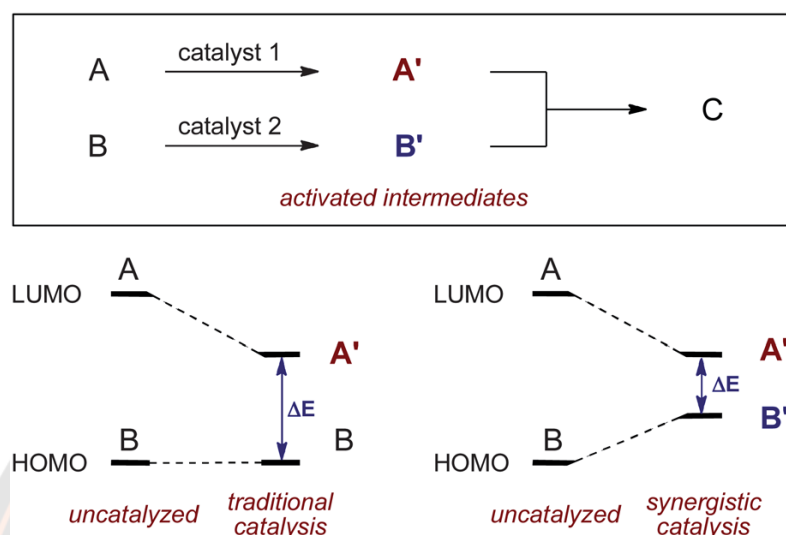 A catalyst 1 A'
B catalyst 2 B'
C
activated intermediates
A
LUMO
A'
ΔE
B
B
HOMO
uncatalyzed
traditional
catalysis
A
LUMO
A'
ΔE
B'
B
HOMO
uncatalyzed
synergistic
catalysis